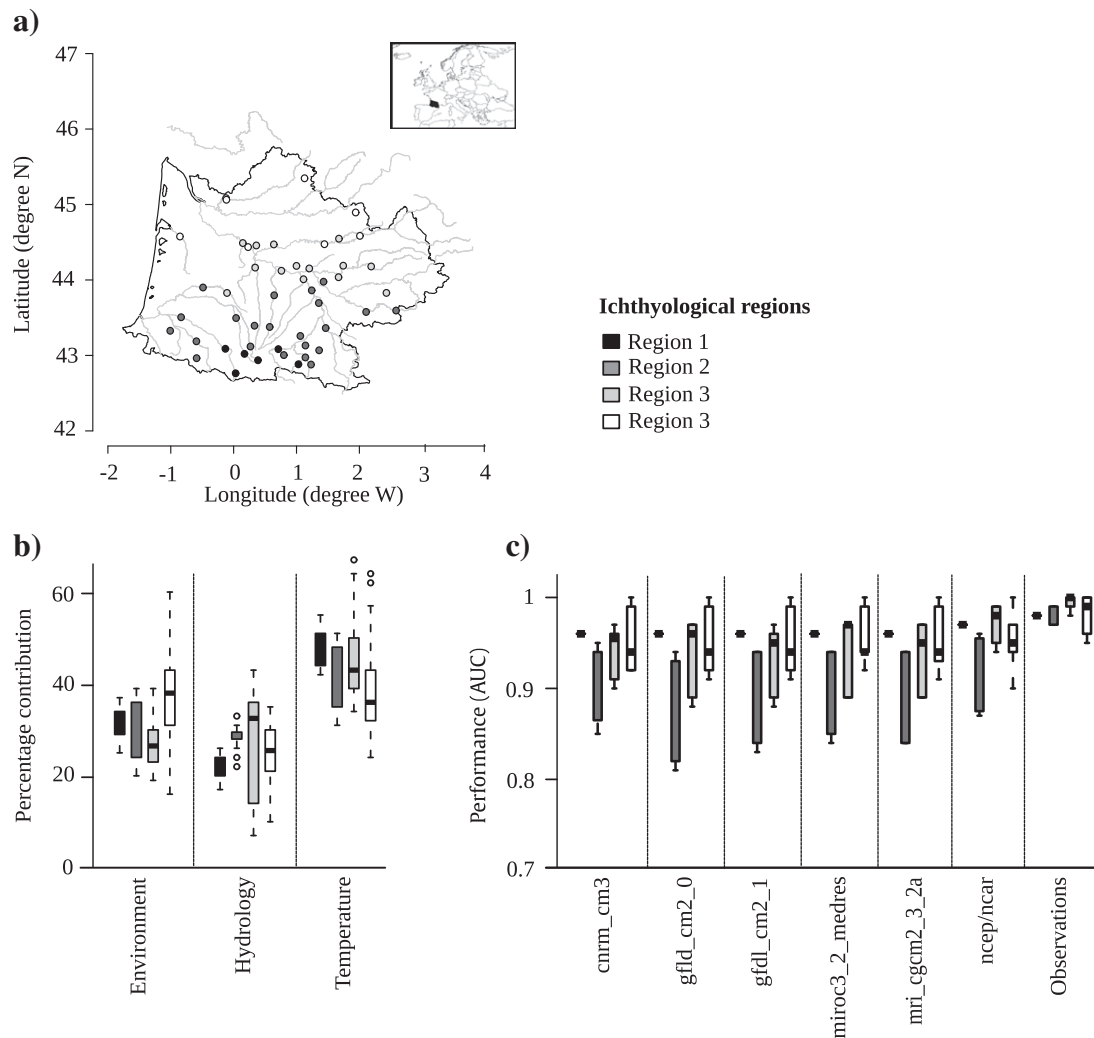 a)
47
46
45
44
43
42
Latitude (degree N)
-2 -1 0 1 2 3 4
Longitude (degree W)
Ichthyological regions
Region 1
Region 2
Region 3
Region 3
b)
60
40
20
0
Percentage contribution
Environment
Hydrology
Temperature
c)
1
0.9
0.8
0.7
Performance (AUC)
cnrm_cm3
gfld_cm2_0
gfdl_cm2_1
miroc3_2_medres
mri_cgcm2_3_2a
ncep/ncar
Observations